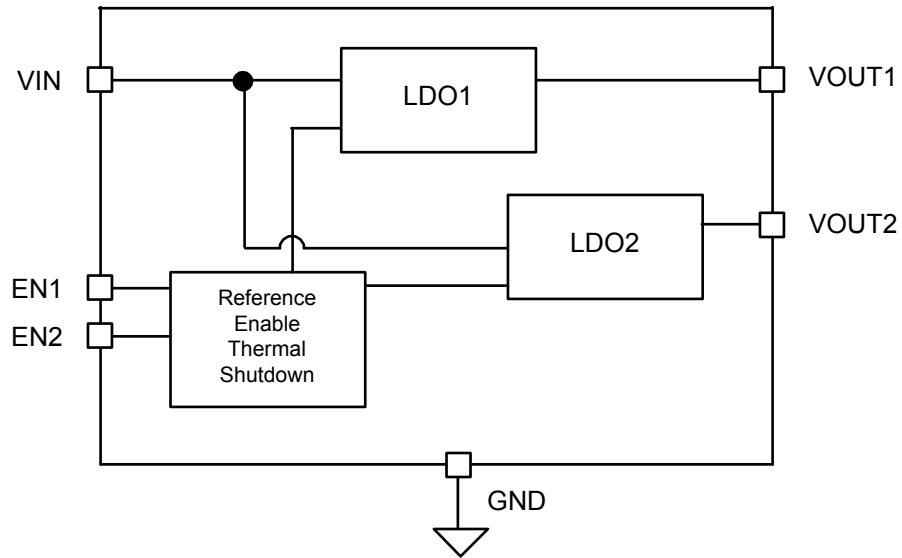 VIN
LDO1
VOUT1
LDO2
VOUT2
EN1
EN2
Reference
Enable
Thermal
Shutdown
GND